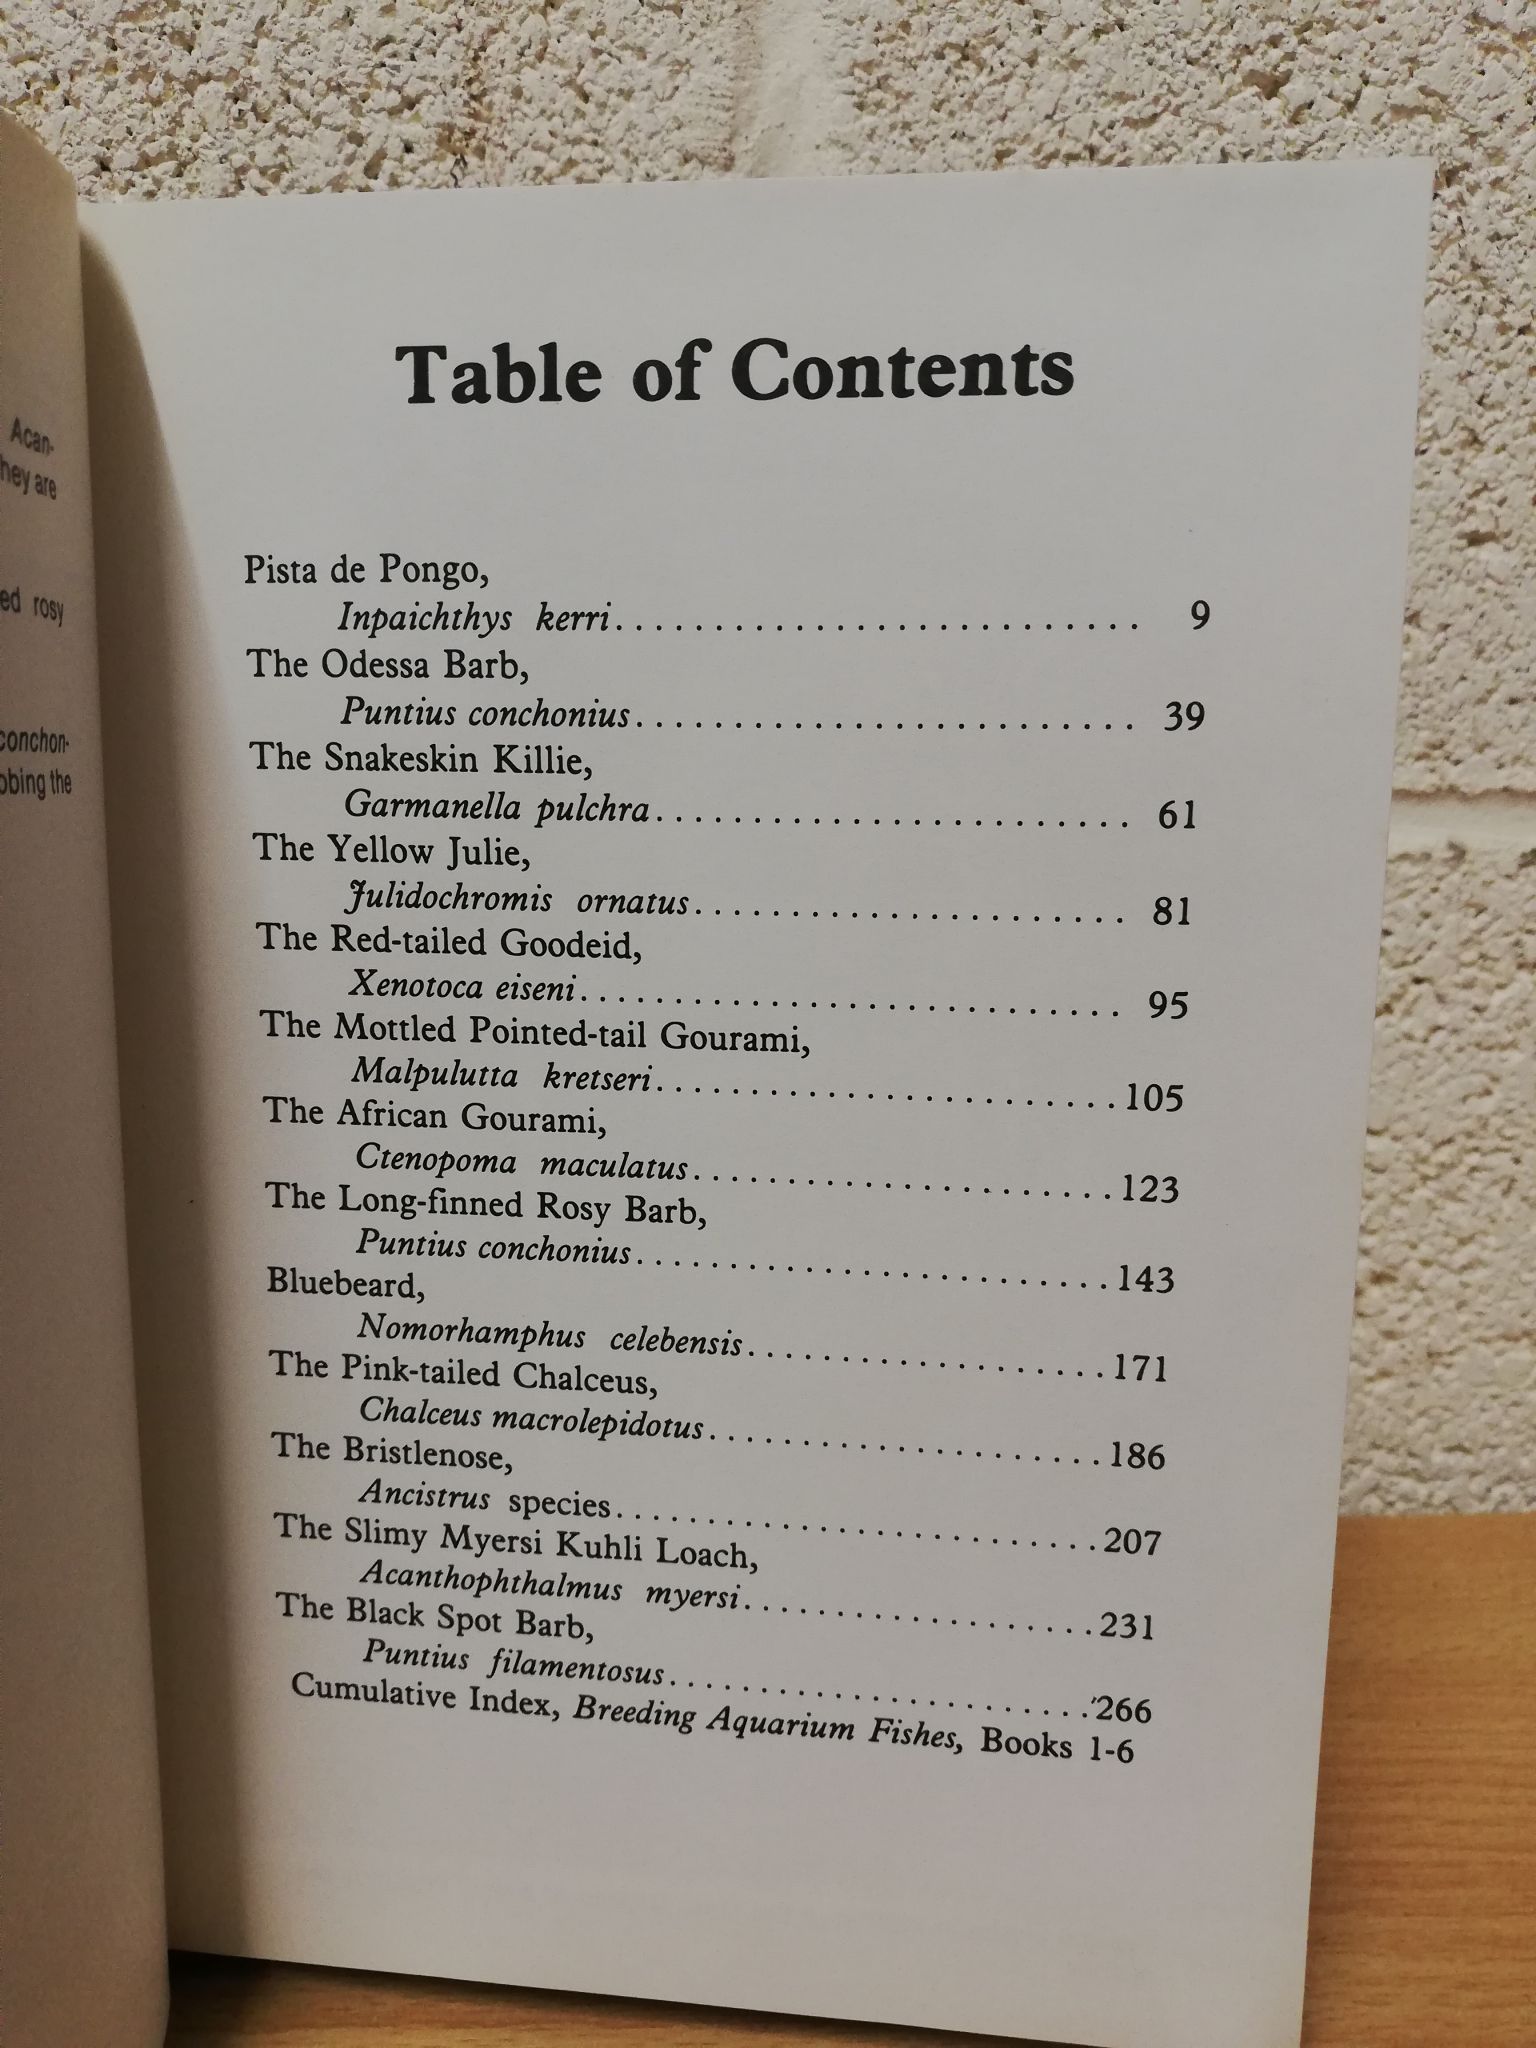 Acan-
hey are
ed rosy
conchon-
bbing the
Table of Contents
Pista de Pongo,
Inpaichthys kerri........................... 9
The Odessa Barb,
Puntius conchonius.......................... 39
The Snakeskin Killie,
Garmanella pulchra......................... 61
The Yellow Julie,
Julidochromis ornatus....................... 81
The Red-tailed Goodeid,
Xenotoca eiseni............................. 95
The Mottled Pointed-tail Gourami,
Malpulutta kretseri.........................105
The African Gourami,
Ctenopoma maculatus.......................123
The Long-finned Rosy Barb,
Puntius conchonius..........................143
Bluebeard,
Nomorhamphus celebensis...................171
The Pink-tailed Chalceus,
Chalceus macrolepidotus.....................186
The Bristlenose,
Ancistrus species...........................207
The Slimy Myersi Kuhli Loach,
Acanthophthalmus myersi...................231
The Black Spot Barb,
Puntius filamentosus.......................266
Cumulative Index, Breeding Aquarium Fishes, Books 1-6